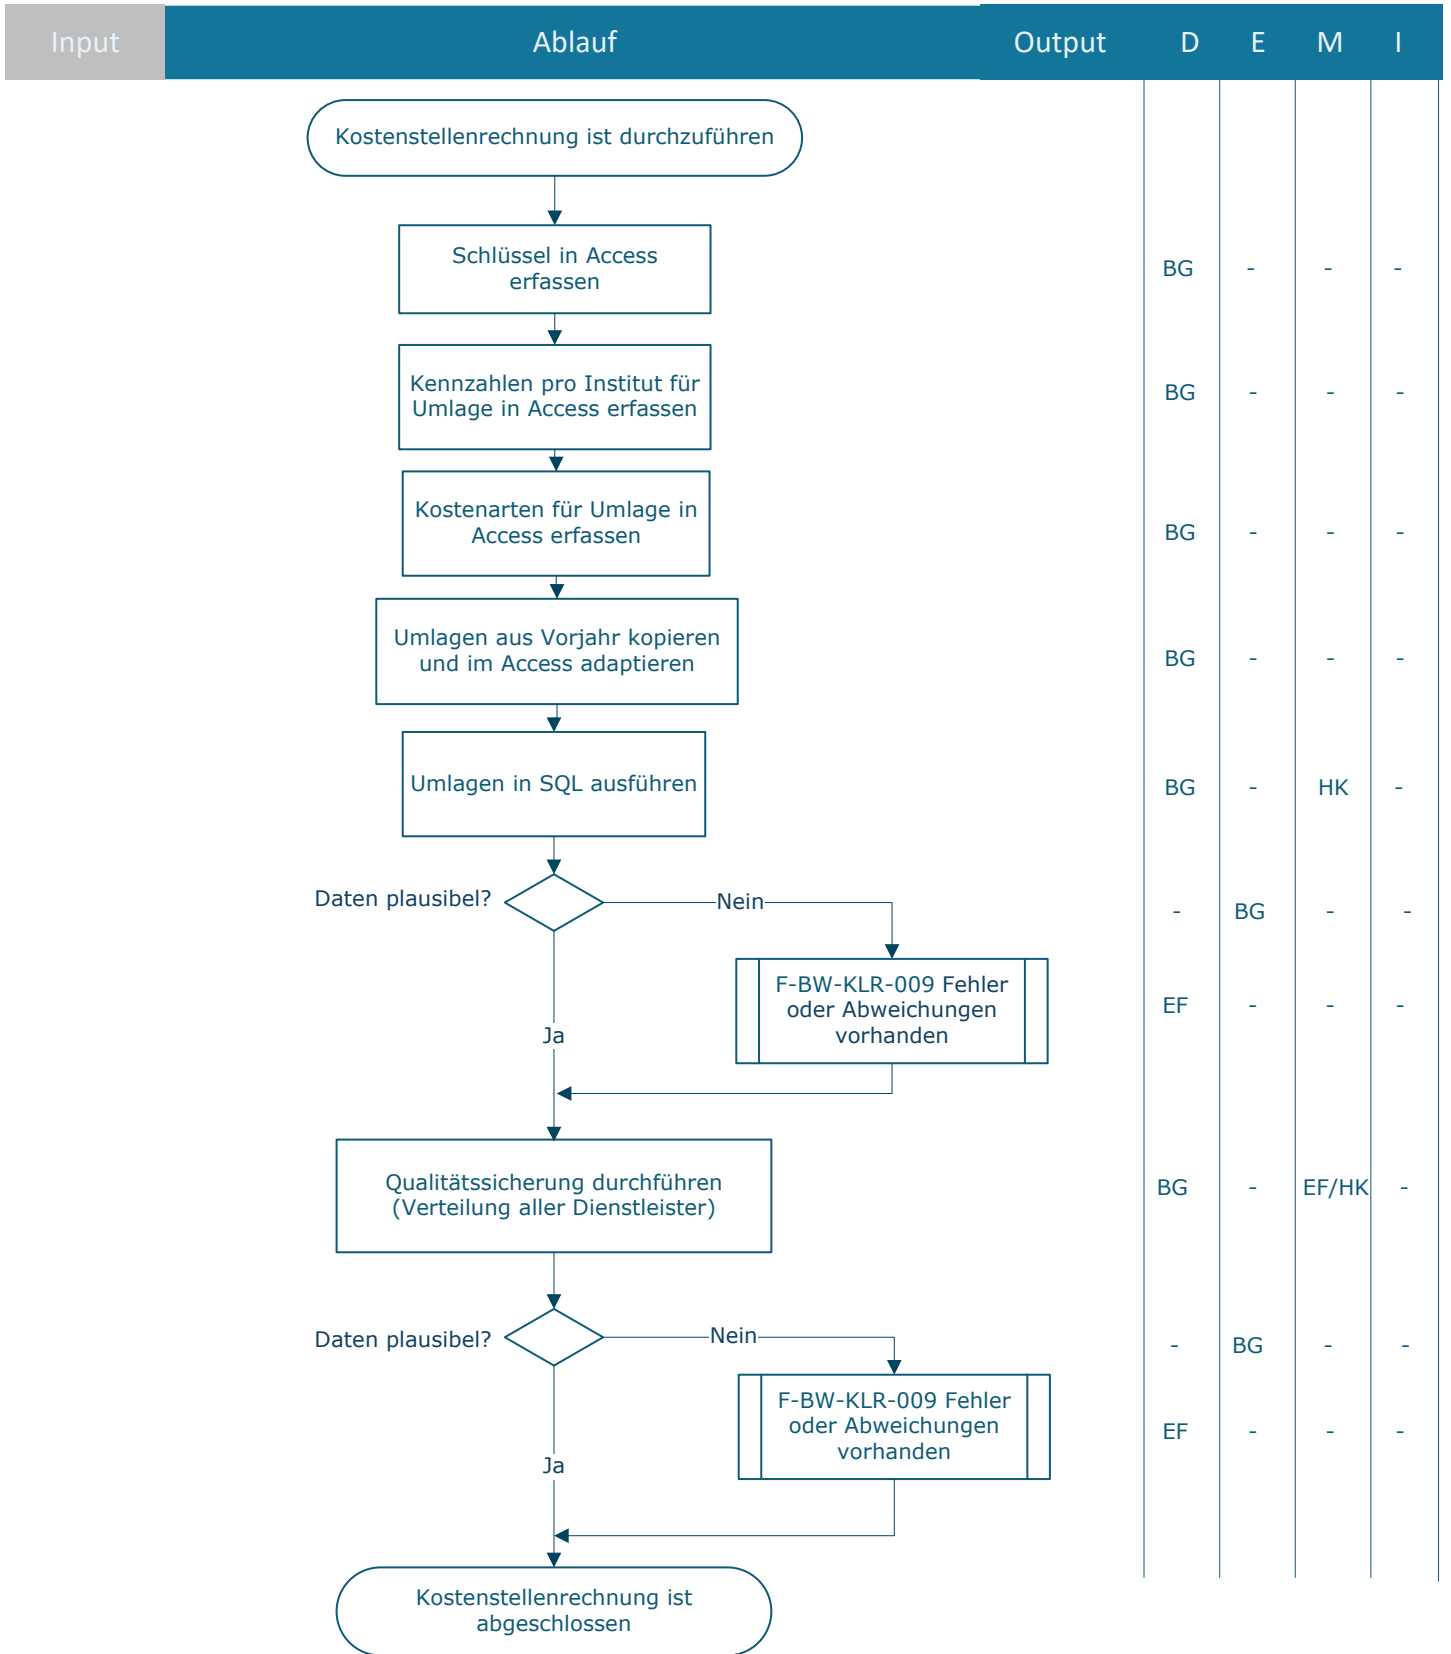 Input Ablauf Output D E M I
Kostenstellenrechnung ist durchzuführen
Schlüssel in Access
erfassen
BG - - -
Kennzahlen pro Institut für
Umlage in Access erfassen
BG - - -
Kostenarten für Umlage in
Access erfassen
BG - - -
Umlagen aus Vorjahr kopieren
und im Access adaptieren
BG - - -
Umlagen in SQL ausführen
BG - HK -
Daten plausibel?
Nein
- BG - -
F-BW-KLR-009 Fehler
oder Abweichungen
vorhanden
EF - - -
Ja
Qualitätssicherung durchführen
(Verteilung aller Dienstleister)
BG - EF/HK -
Daten plausibel?
Nein
- BG - -
F-BW-KLR-009 Fehler
oder Abweichungen
vorhanden
EF - - -
Ja
Kostenstellenrechnung ist
abgeschlossen